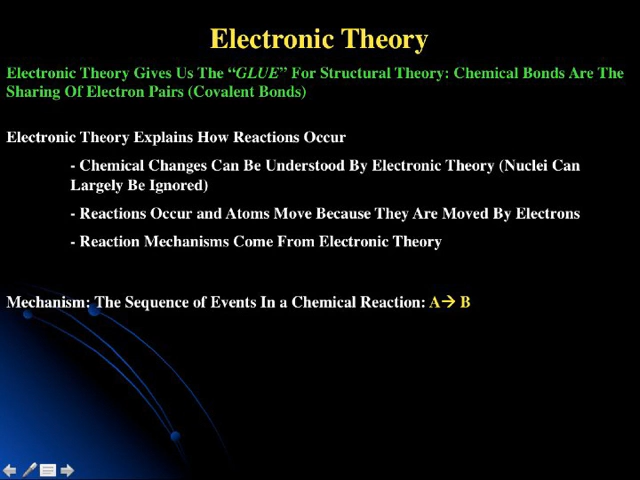 Electronic Theory
Electronic Theory Gives Us The “GLUE” For Structural Theory: Chemical Bonds Are The
Sharing Of Electron Pairs (Covalent Bonds)
Electronic Theory Explains How Reactions Occur
- Chemical Changes Can Be Understood By Electronic Theory (Nuclei Can
Largely Be Ignored)
- Reactions Occur and Atoms Move Because They Are Moved By Electrons
- Reaction Mechanisms Come From Electronic Theory
Mechanism: The Sequence of Events In a Chemical Reaction: A→ B